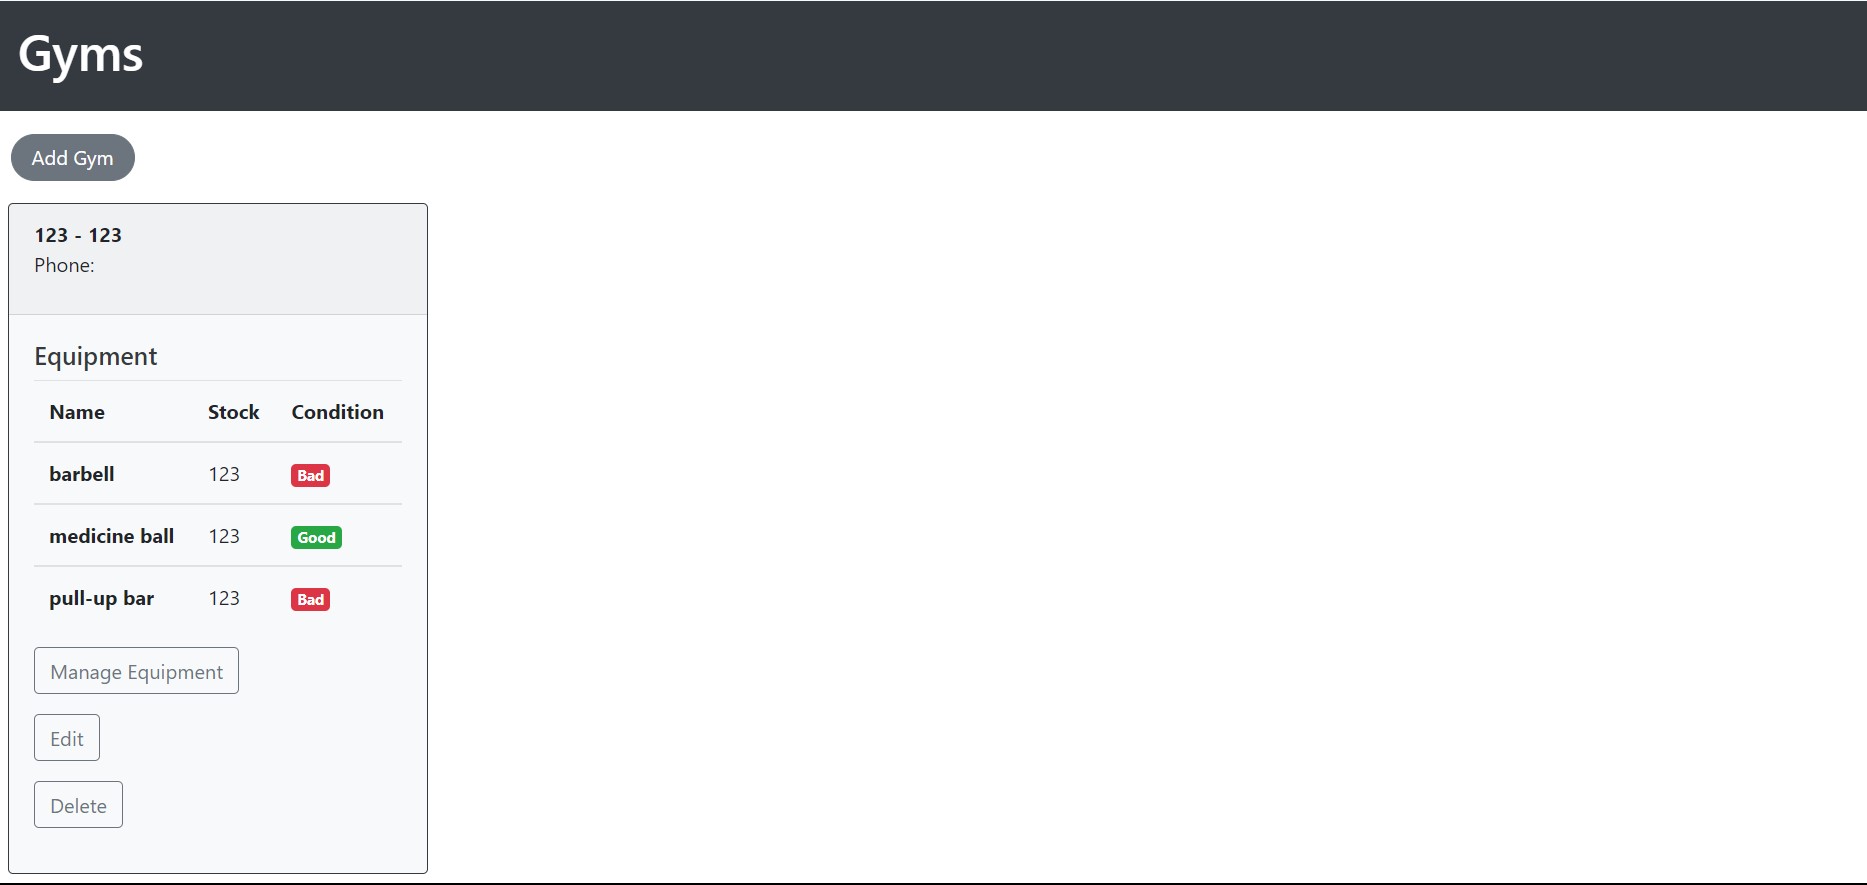 Gyms
Add Gym
123 - 123
Phone:
Equipment
Name Stock Condition
barbell 123 Bad
medicine ball 123 Good
pull-up bar 123 Bad
Manage Equipment
Edit
Delete